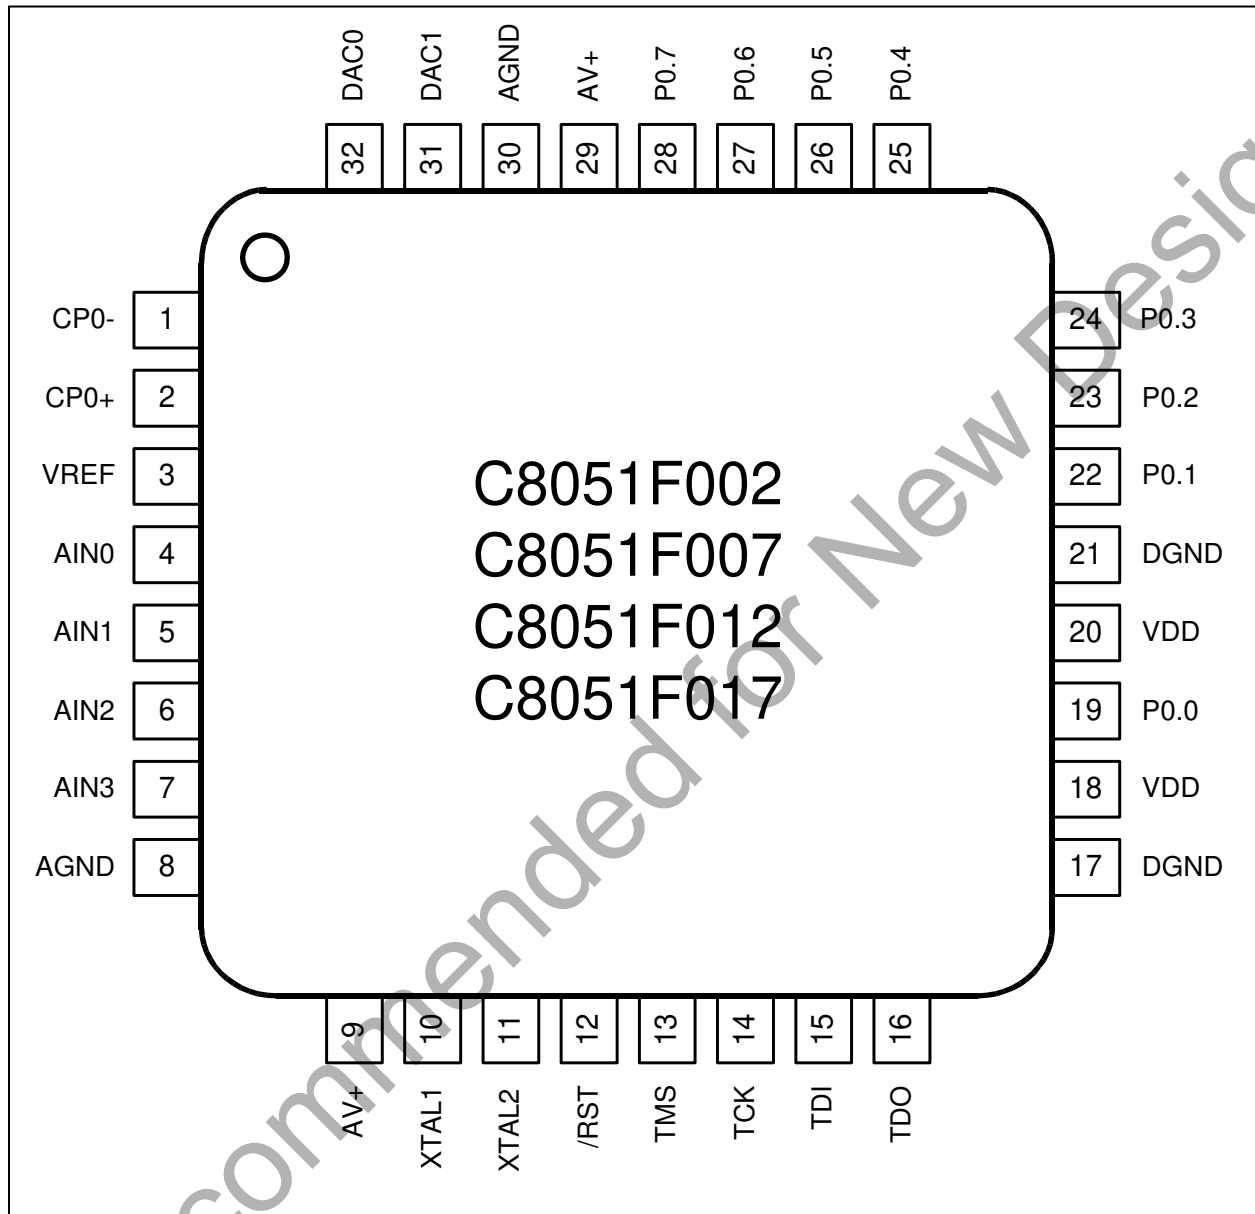 DAC0 DAC1 AGND AV+ P0.7 P0.6 P0.5 P0.4
32 31 30 29 28 27 26 25
CP0- 1
CP0+ 2
VREF 3
AIN0 4
AIN1 5
AIN2 6
AIN3 7
AGND 8
C8051F002
C8051F007
C8051F012
C8051F017
24 P0.3
23 P0.2
22 P0.1
21 DGND
20 VDD
19 P0.0
18 VDD
17 DGND
9 10 11 12 13 14 15 16
AV+ XTAL1 XTAL2 /RST TMS TCK TDI TDO
commended for New Desig